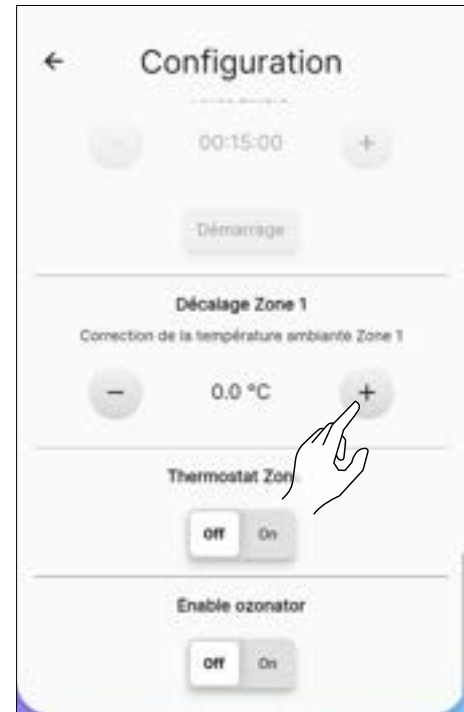 Configuration
- 00:15:00 +
Démarrage
Décalage Zone 1
Correction de la température ambiante Zone 1
- 0.0 °C +
Thermostat
Off On
Enable ozonator
Off On